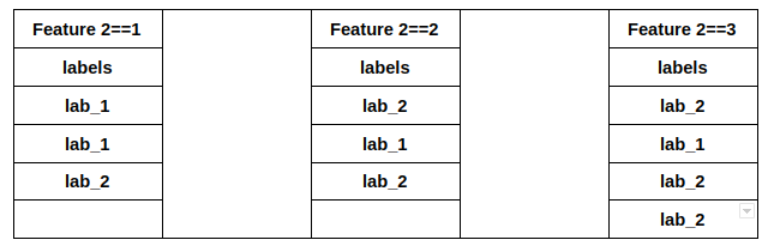 Feature 2==1 Feature 2==2 Feature 2==3
labels labels labels
lab_1 lab_2 lab_2
lab_1 lab_1 lab_1
lab_2 lab_2 lab_2
lab_2